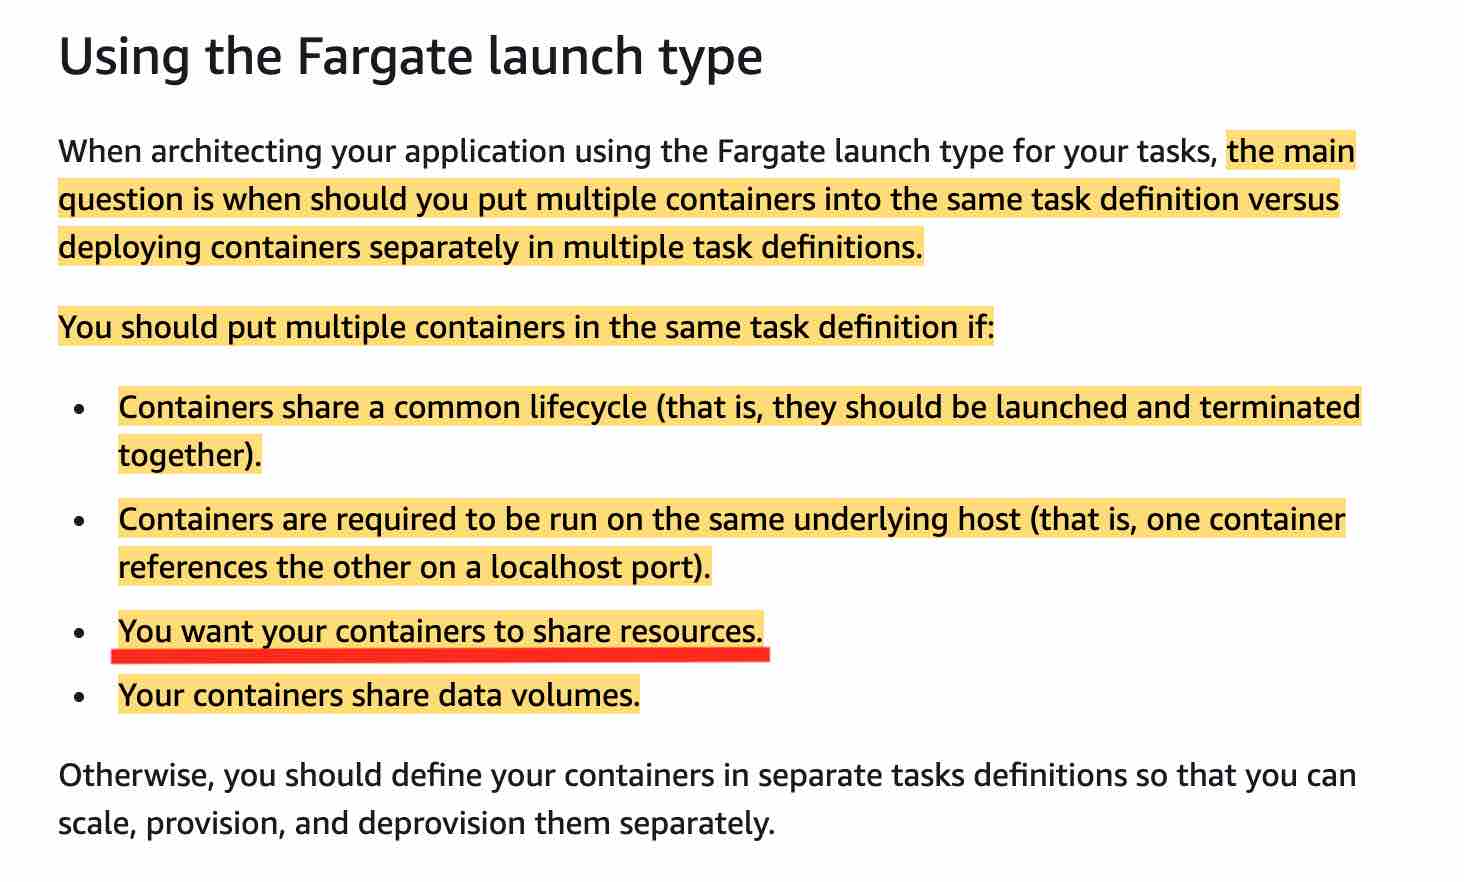 Using the Fargate launch type
When architecting your application using the Fargate launch type for your tasks, the main
question is when should you put multiple containers into the same task definition versus
deploying containers separately in multiple task definitions.
You should put multiple containers in the same task definition if:
• Containers share a common lifecycle (that is, they should be launched and terminated
together).
• Containers are required to be run on the same underlying host (that is, one container
references the other on a localhost port).
• You want your containers to share resources.
• Your containers share data volumes.
Otherwise, you should define your containers in separate tasks definitions so that you can
scale, provision, and deprovision them separately.